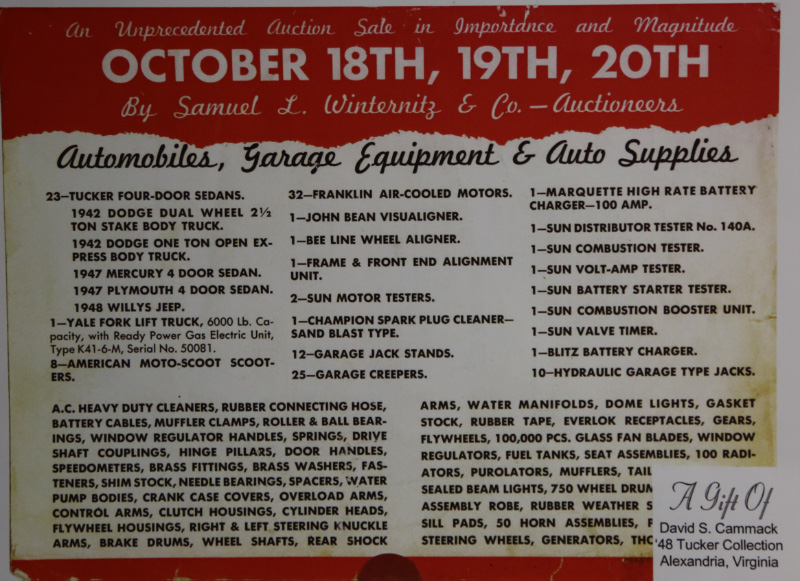 An Unprecedented Auction Sale in Importance and Magnitude
OCTOBER 18TH, 19TH, 20TH
By Samuel L. Winternitz & Co. — Auctioneers
Automobiles, Garage Equipment & Auto Supplies
23—TUCKER FOUR-DOOR SEDANS.
1942 DODGE DUAL WHEEL 2½
TON STAKE BODY TRUCK.
1942 DODGE ONE TON OPEN EX-
PRESS BODY TRUCK.
1947 MERCURY 4 DOOR SEDAN.
1947 PLYMOUTH 4 DOOR SEDAN.
1948 WILLYS JEEP.
1—YALE FORK LIFT TRUCK, 6000 Lb. Ca-
pacity, with Ready Power Gas Electric Unit,
Type K41-6-M, Serial No. 50081.
8—AMERICAN MOTO-SCOOT SCOOT-
ERS.
32—FRANKLIN AIR-COOLED MOTORS.
1—JOHN BEAN VISUALIGNER.
1—BEE LINE WHEEL ALIGNER.
1—FRAME & FRONT END ALIGNMENT
UNIT.
2—SUN MOTOR TESTERS.
1—CHAMPION SPARK PLUG CLEANER—
SAND BLAST TYPE.
12—GARAGE JACK STANDS.
25—GARAGE CREEPERS.
1—MARQUETTE HIGH RATE BATTERY
CHARGER—100 AMP.
1—SUN DISTRIBUTOR TESTER No. 140A.
1—SUN COMBUSTION TESTER.
1—SUN VOLT-AMP TESTER.
1—SUN BATTERY STARTER TESTER.
1—SUN COMBUSTION BOOSTER UNIT.
1—SUN VALVE TIMER.
1—BLITZ BATTERY CHARGER.
10—HYDRAULIC GARAGE TYPE JACKS.
A.C. HEAVY DUTY CLEANERS, RUBBER CONNECTING HOSE,
BATTERY CABLES, MUFFLER CLAMPS, ROLLER & BALL BEAR-
INGS, WINDOW REGULATOR HANDLES, SPRINGS, DRIVE
SHAFT COUPLINGS, HINGE PILLARS, DOOR HANDLES,
SPEEDOMETERS, BRASS FITTINGS, BRASS WASHERS, FAS-
TENERS, SHIM STOCK, NEEDLE BEARINGS, SPACERS, WATER
PUMP BODIES, CRANK CASE COVERS, OVERLOAD ARMS,
CONTROL ARMS, CLUTCH HOUSINGS, CYLINDER HEADS,
FLYWHEEL HOUSINGS, RIGHT & LEFT STEERING KNUCKLE
ARMS, BRAKE DRUMS, WHEEL SHAFTS, REAR SHOCK
ARMS, WATER MANIFOLDS, DOME LIGHTS, GASKET
STOCK, RUBBER TAPE, EVERLOK RECEPTACLES, GEARS,
FLYWHEELS, 100,000 PCS. GLASS FAN BLADES, WINDOW
REGULATORS, FUEL TANKS, SEAT ASSEMBLIES, 100 RADI-
ATORS, PUROLATORS, MUFFLERS, TAIL
SEALED BEAM LIGHTS, 750 WHEEL DRUM
ASSEMBLY ROBE, RUBBER WEATHER S
SILL PADS, 50 HORN ASSEMBLIES,
STEERING WHEELS, GENERATORS,
A Gift Of
David S. Cammack
'48 Tucker Collection
Alexandria, Virginia